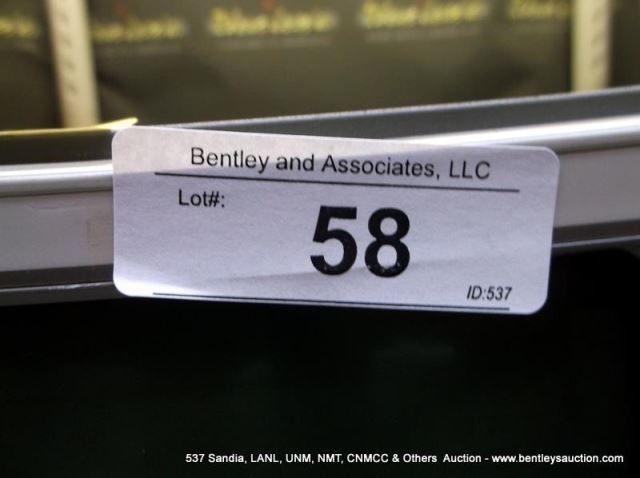 Bentley and Associates, LLC
Lot#:
58
ID:537
537 Sandia, LANL, UNM, NMT, CNMCC & Others Auction - www.bentleysauction.com